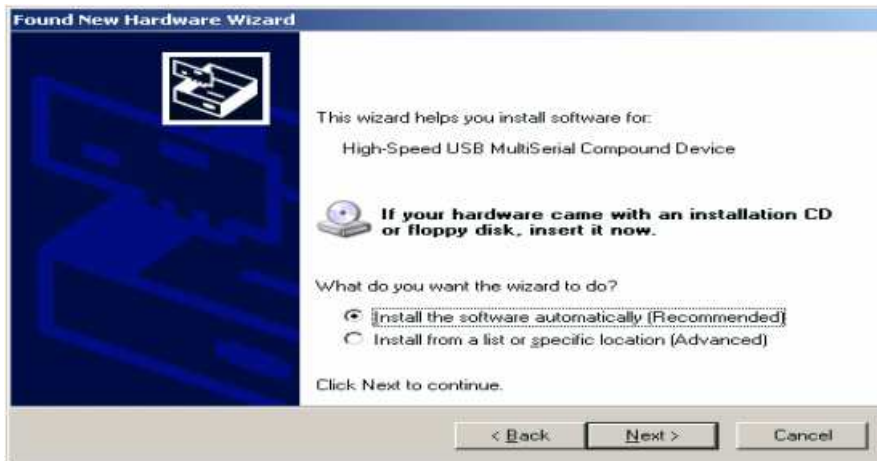 Found New Hardware Wizard
This wizard helps you install software for:
High-Speed USB MultiSerial Compound Device
If your hardware came with an installation CD
or floppy disk, insert it now.
What do you want the wizard to do?
Install the software automatically (Recommended)
Install from a list or specific location (Advanced)
Click Next to continue.
< Back Next > Cancel